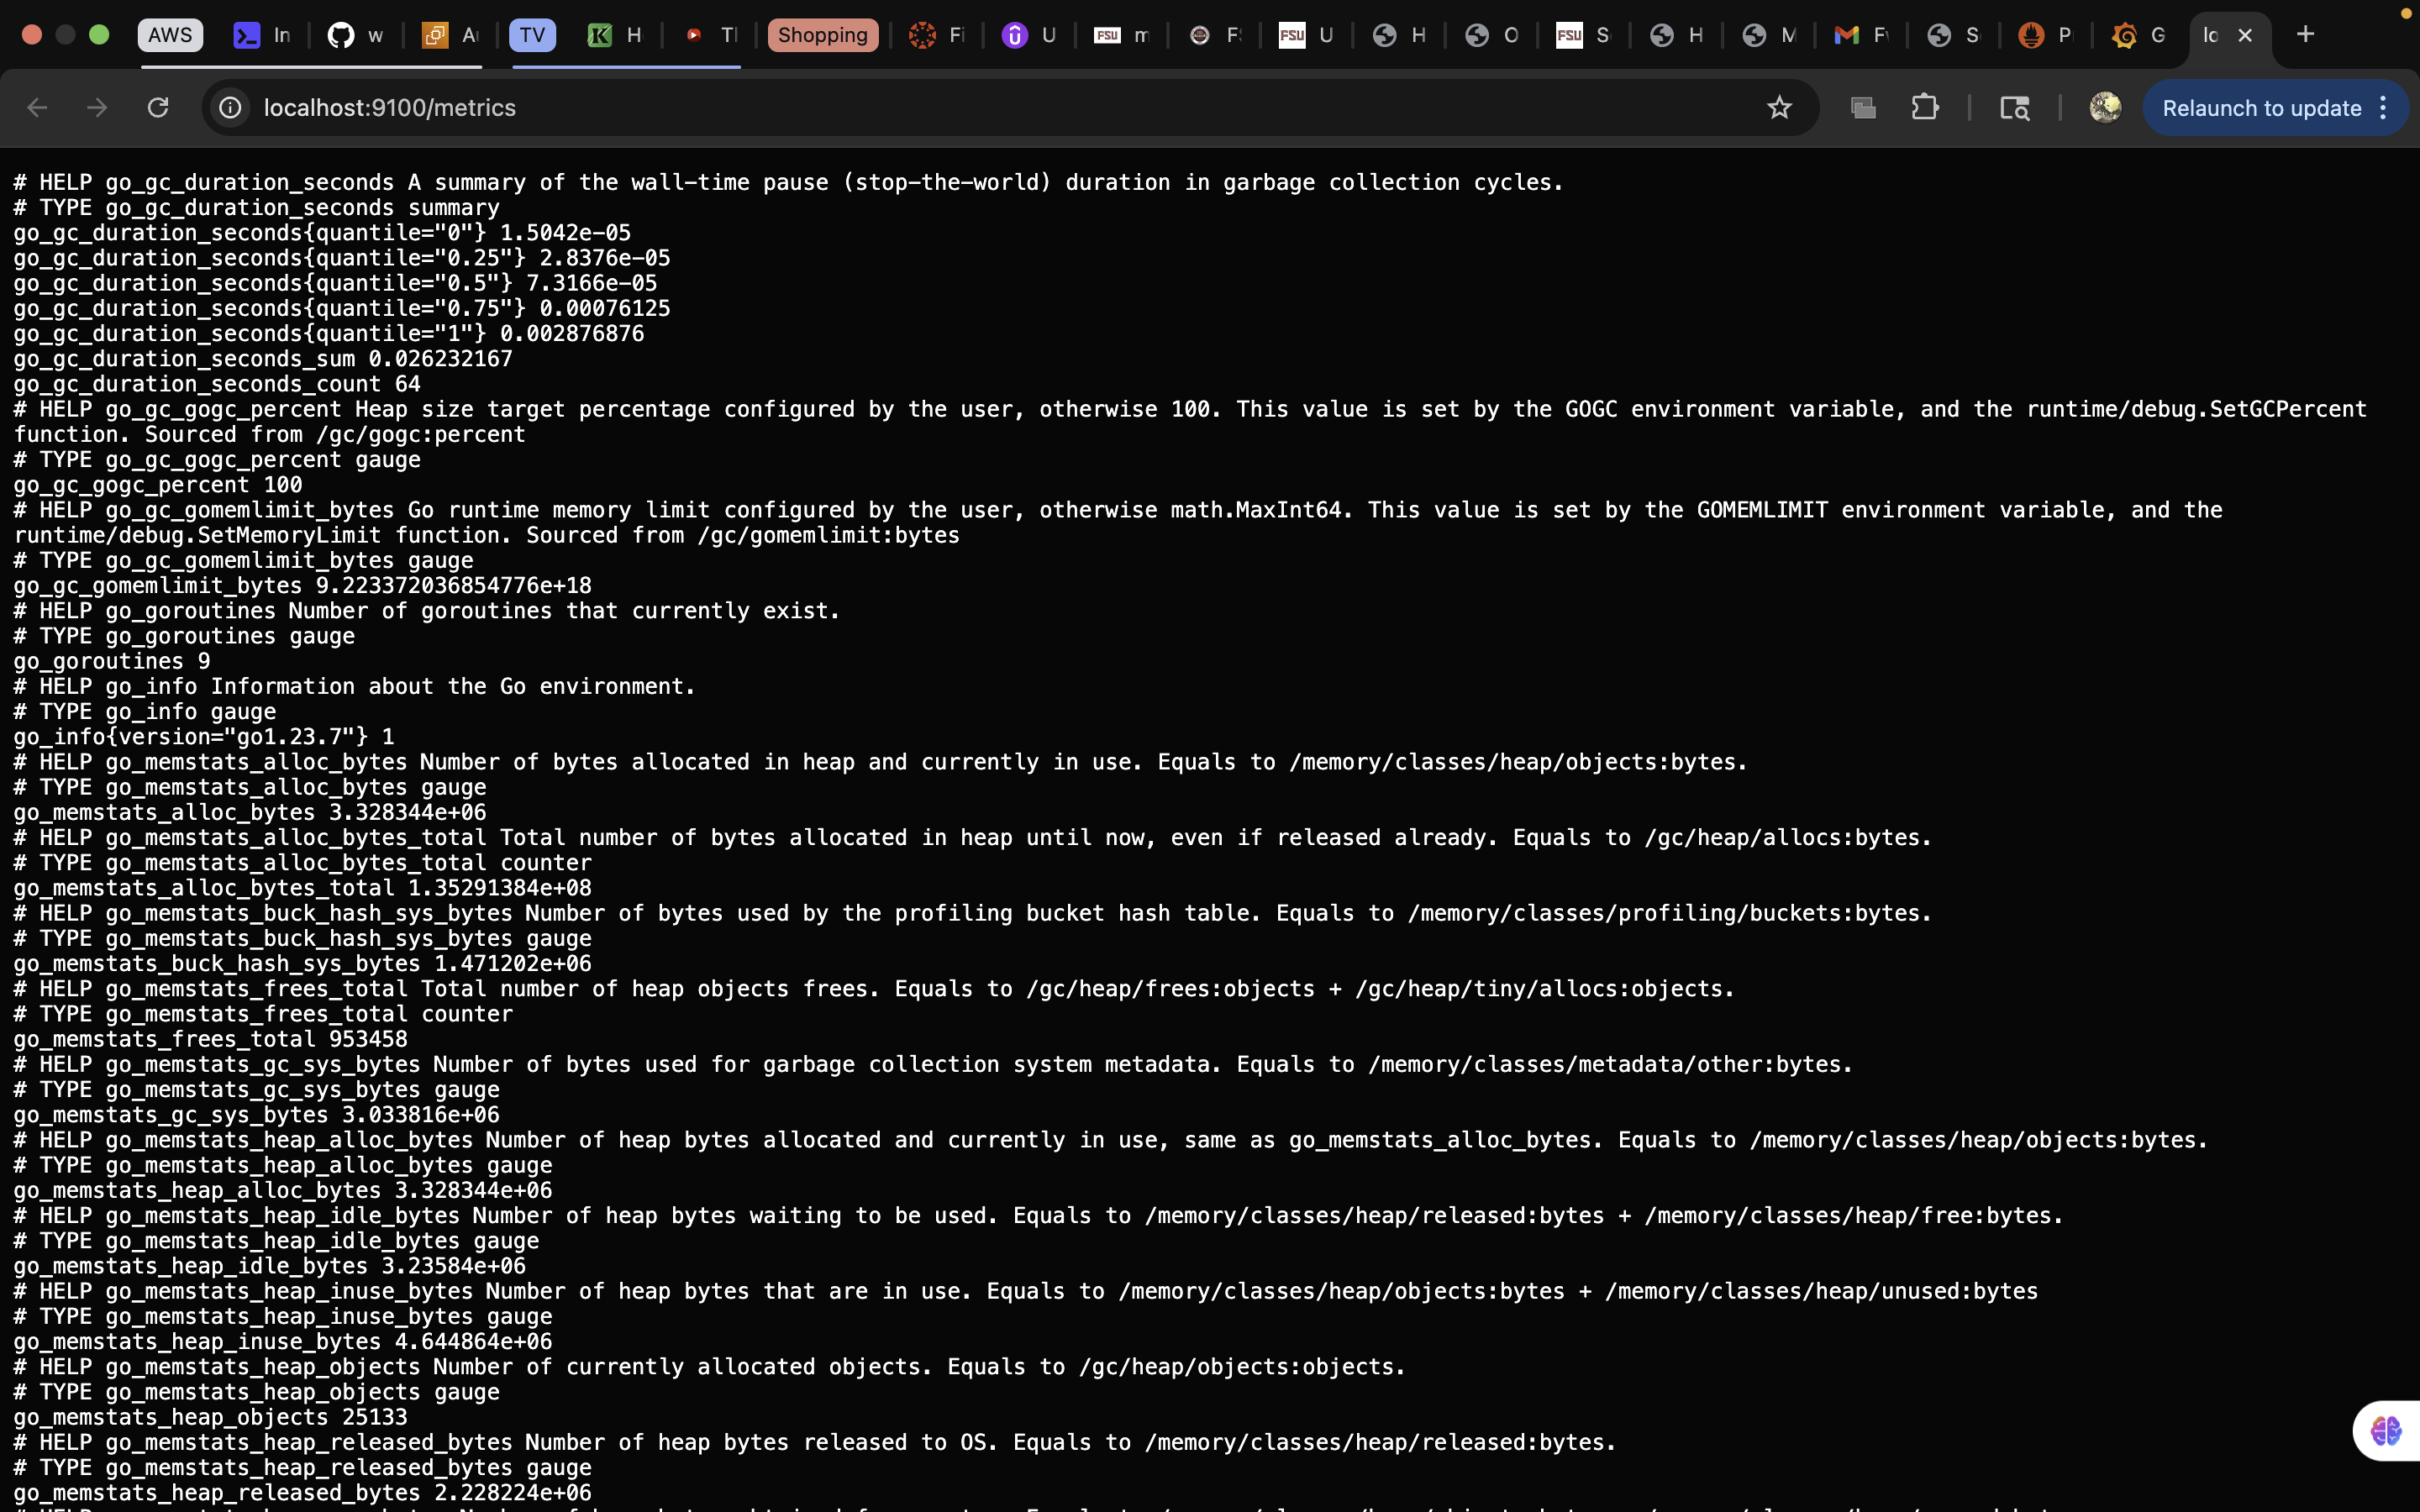 AWS In w Au TV H Tl Shopping Fi U FSU m FS FSU U H O FSU S H M F S P G lo
localhost:9100/metrics Relaunch to update
# HELP go_gc_duration_seconds A summary of the wall-time pause (stop-the-world) duration in garbage collection cycles.
# TYPE go_gc_duration_seconds summary
go_gc_duration_seconds{quantile="0"} 1.5042e-05
go_gc_duration_seconds{quantile="0.25"} 2.8376e-05
go_gc_duration_seconds{quantile="0.5"} 7.3166e-05
go_gc_duration_seconds{quantile="0.75"} 0.00076125
go_gc_duration_seconds{quantile="1"} 0.002876876
go_gc_duration_seconds_sum 0.026232167
go_gc_duration_seconds_count 64
# HELP go_gc_gogc_percent Heap size target percentage configured by the user, otherwise 100. This value is set by the GOGC environment variable, and the runtime/debug.SetGCPercent
function. Sourced from /gc/gogc:percent
# TYPE go_gc_gogc_percent gauge
go_gc_gogc_percent 100
# HELP go_gc_gomemlimit_bytes Go runtime memory limit configured by the user, otherwise math.MaxInt64. This value is set by the GOMEMLIMIT environment variable, and the
runtime/debug.SetMemoryLimit function. Sourced from /gc/gomemlimit:bytes
# TYPE go_gc_gomemlimit_bytes gauge
go_gc_gomemlimit_bytes 9.223372036854776e+18
# HELP go_goroutines Number of goroutines that currently exist.
# TYPE go_goroutines gauge
go_goroutines 9
# HELP go_info Information about the Go environment.
# TYPE go_info gauge
go_info{version="go1.23.7"} 1
# HELP go_memstats_alloc_bytes Number of bytes allocated in heap and currently in use. Equals to /memory/classes/heap/objects:bytes.
# TYPE go_memstats_alloc_bytes gauge
go_memstats_alloc_bytes 3.328344e+06
# HELP go_memstats_alloc_bytes_total Total number of bytes allocated in heap until now, even if released already. Equals to /gc/heap/allocs:bytes.
# TYPE go_memstats_alloc_bytes_total counter
go_memstats_alloc_bytes_total 1.35291384e+08
# HELP go_memstats_buck_hash_sys_bytes Number of bytes used by the profiling bucket hash table. Equals to /memory/classes/profiling/buckets:bytes.
# TYPE go_memstats_buck_hash_sys_bytes gauge
go_memstats_buck_hash_sys_bytes 1.471202e+06
# HELP go_memstats_frees_total Total number of heap objects frees. Equals to /gc/heap/frees:objects + /gc/heap/tiny/allocs:objects.
# TYPE go_memstats_frees_total counter
go_memstats_frees_total 953458
# HELP go_memstats_gc_sys_bytes Number of bytes used for garbage collection system metadata. Equals to /memory/classes/metadata/other:bytes.
# TYPE go_memstats_gc_sys_bytes gauge
go_memstats_gc_sys_bytes 3.033816e+06
# HELP go_memstats_heap_alloc_bytes Number of heap bytes allocated and currently in use, same as go_memstats_alloc_bytes. Equals to /memory/classes/heap/objects:bytes.
# TYPE go_memstats_heap_alloc_bytes gauge
go_memstats_heap_alloc_bytes 3.328344e+06
# HELP go_memstats_heap_idle_bytes Number of heap bytes waiting to be used. Equals to /memory/classes/heap/released:bytes + /memory/classes/heap/free:bytes.
# TYPE go_memstats_heap_idle_bytes gauge
go_memstats_heap_idle_bytes 3.23584e+06
# HELP go_memstats_heap_inuse_bytes Number of heap bytes that are in use. Equals to /memory/classes/heap/objects:bytes + /memory/classes/heap/unused:bytes
# TYPE go_memstats_heap_inuse_bytes gauge
go_memstats_heap_inuse_bytes 4.644864e+06
# HELP go_memstats_heap_objects Number of currently allocated objects. Equals to /gc/heap/objects:objects.
# TYPE go_memstats_heap_objects gauge
go_memstats_heap_objects 25133
# HELP go_memstats_heap_released_bytes Number of heap bytes released to OS. Equals to /memory/classes/heap/released:bytes.
# TYPE go_memstats_heap_released_bytes gauge
go_memstats_heap_released_bytes 2.228224e+06